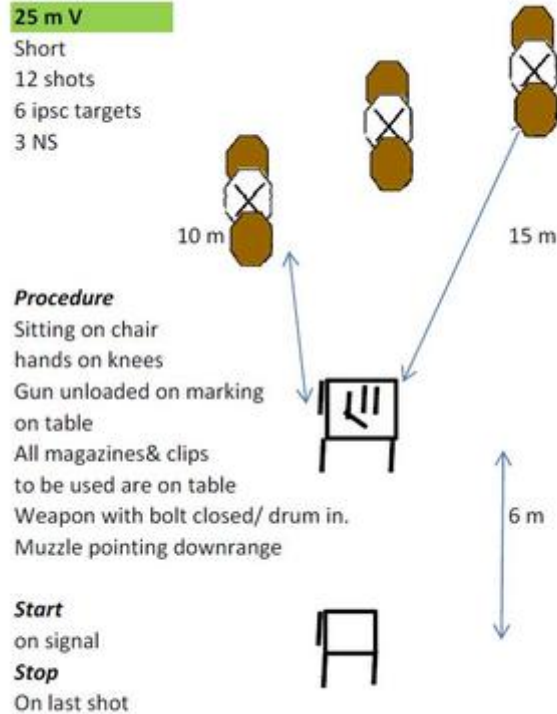 25 m V
Short
12 shots
6 ipsc targets
3 NS
10 m
15 m
Procedure
Sitting on chair
hands on knees
Gun unloaded on marking
on table
All magazines& clips
to be used are on table
Weapon with bolt closed/ drum in.
Muzzle pointing downrange
6 m
Start
on signal
Stop
On last shot